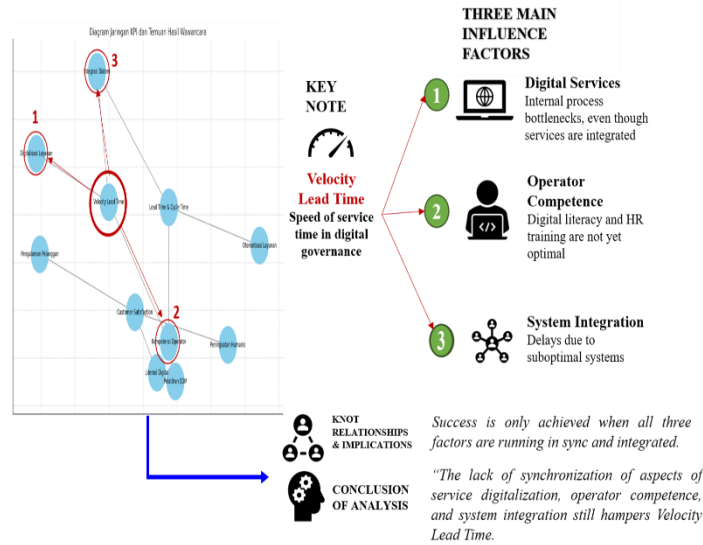 Diagram Jaringan KPI dan Temuan Hasil Wawancara
3
Integrasi Sistem
1
Digitalisasi Layanan
Velocity Lead Time
Lead Time & Cycle Time
Otomatisasi Layanan
Pengalaman Pelanggan
Customer Satisfaction
2
Kompetensi Operator
Peningkatan Humanis
Literasi Digital
Pelatihan SDM
KEY
NOTE
Velocity
Lead Time
Speed of service
time in digital
governance
THREE MAIN
INFLUENCE
FACTORS
1
Digital Services
Internal process
bottlenecks, even though
services are integrated
2
Operator
Competence
Digital literacy and HR
training are not yet
optimal
3
System Integration
Delays due to
suboptimal systems
KNOT
RELATIONSHIPS
& IMPLICATIONS
Success is only achieved when all three
factors are running in sync and integrated.
CONCLUSION
OF ANALYSIS
“The lack of synchronization of aspects of
service digitalization, operator competence,
and system integration still hampers Velocity
Lead Time.